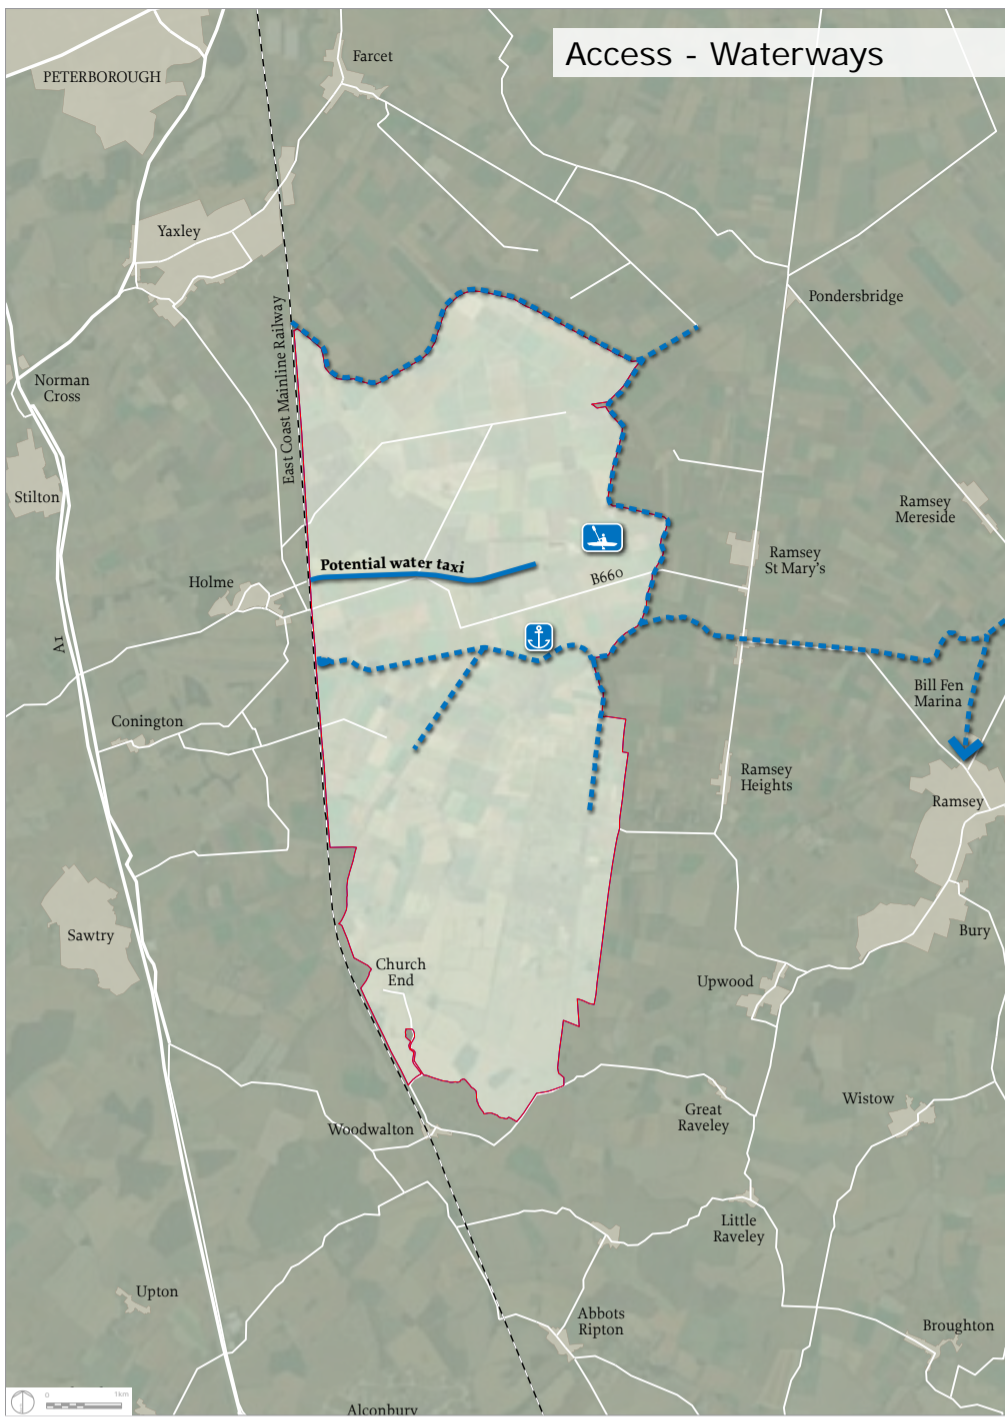 Access - Waterways
Farcet
PETERBOROUGH
Yaxley
Pondersbridge
East Coast Mainline Railway
Norman
Cross
Stilton
Ramsey
Mereside
Ramsey
St Mary's
Potential water taxi
B660
Holme
A1
Bill Fen
Marina
Conington
Ramsey
Heights
Ramsey
Sawtry
Bury
Church
End
Upwood
Wistow
Great
Raveley
Woodwalton
Little
Raveley
Upton
Abbots
Ripton
Broughton
0 1km
Alconbury